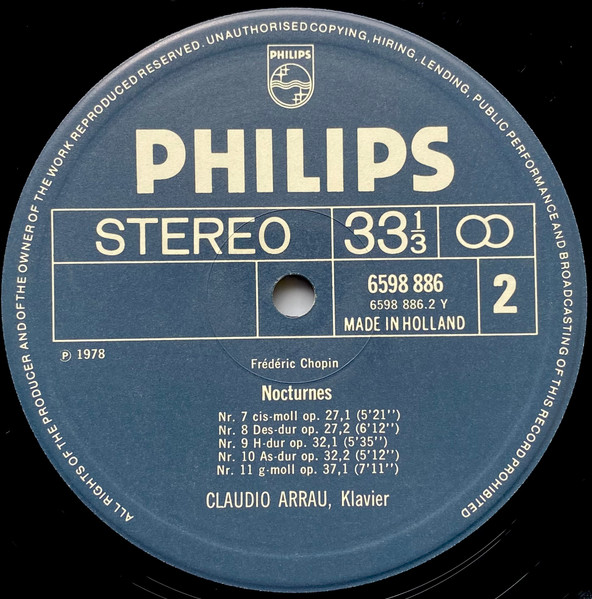 ALL RIGHTS OF THE PRODUCER AND OF THE OWNER OF THE WORK REPRODUCED RESERVED. UNAUTHORISED COPYING, HIRING, LENDING, PUBLIC PERFORMANCE AND BROADCASTING OF THIS RECORD PROHIBITED
PHILIPS
PHILIPS
STEREO
33 1/3
6598 886
6598 886.2 Y
MADE IN HOLLAND
2
℗ 1978
Frédéric Chopin
Nocturnes
Nr. 7 cis-moll op. 27,1 (5'21'')
Nr. 8 Des-dur op. 27,2 (6'12'')
Nr. 9 H-dur op. 32,1 (5'35'')
Nr. 10 As-dur op. 32,2 (5'12'')
Nr. 11 g-moll op. 37,1 (7'11'')
CLAUDIO ARRAU, Klavier